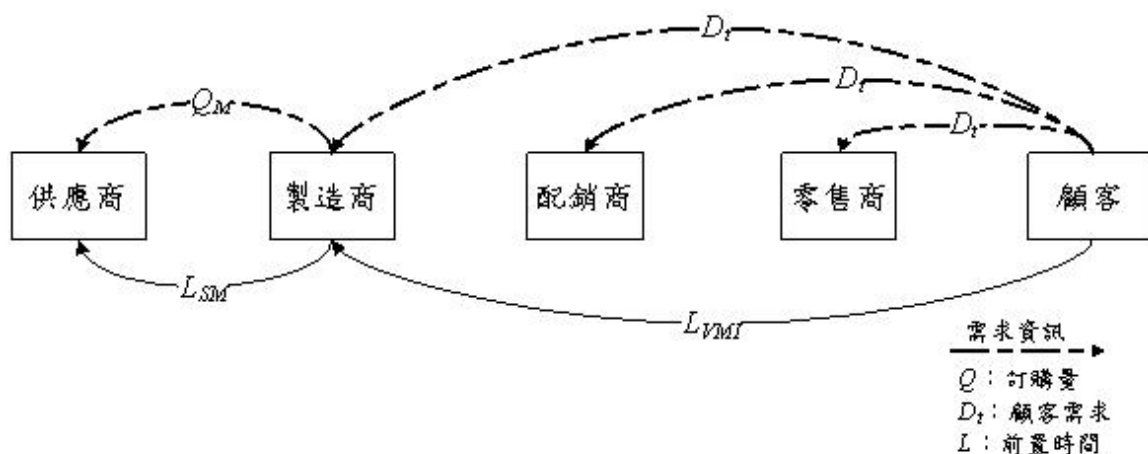 D_t
D_t
Q_M
D_t
供應商
製造商
配銷商
零售商
顧客
L_SM
L_VMI
需求資訊
Q：訂購量
D_t：顧客需求
L：前置時間